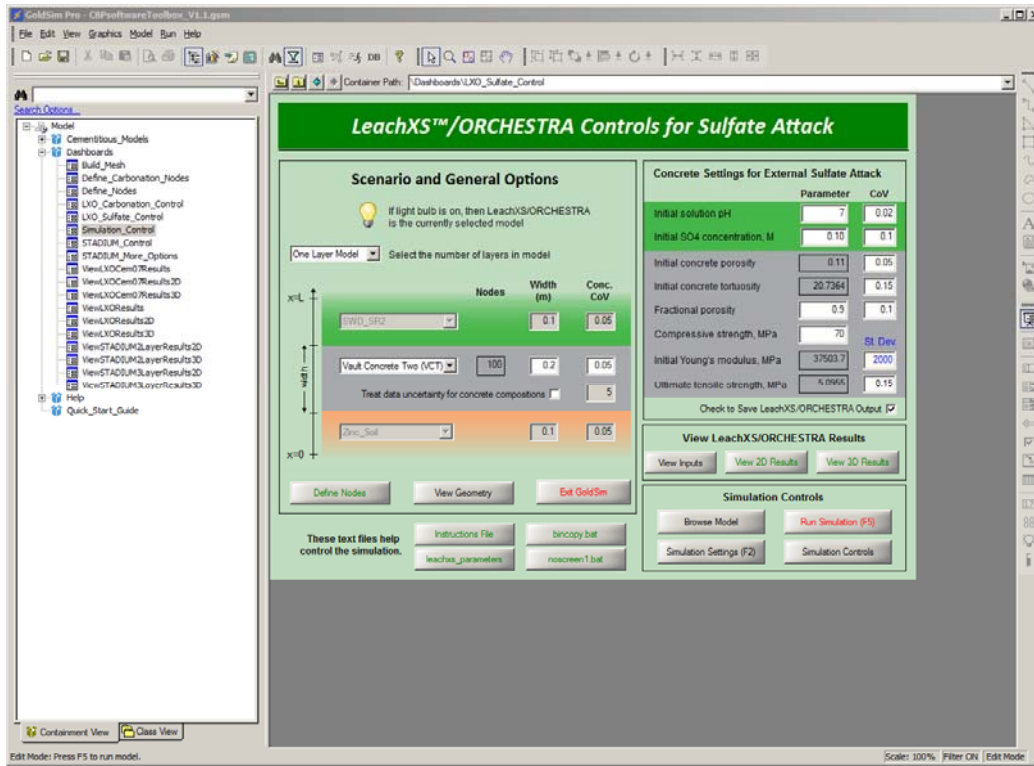 GoldSim Pro - CBPsoftwareToolbox_V1.1.gsm
File Edit View Graphics Model Run Help
DB
Container Path: \Dashboards\LXO_Sulfate_Control
Search Options...
Model
Cementitious_Models
Dashboards
Build_Mesh
Define_Carbonation_Nodes
Define_Nodes
LXO_Carbonation_Control
LXO_Sulfate_Control
Simulation_Control
STADIUM_Control
STADIUM_More_Options
ViewLXOCem07Results
ViewLXOCem07Results2D
ViewLXOCem07Results3D
ViewLXOResults
ViewLXOResults2D
ViewLXOResults3D
ViewSTADIUM2LayerResults2D
ViewSTADIUM2LayerResults3D
ViewSTADIUM3LayerResults2D
ViewSTADIUM3LayerResults3D
Help
Quick_Start_Guide
Containment View Class View
LeachXS™/ORCHESTRA Controls for Sulfate Attack
Scenario and General Options
If light bulb is on, then LeachXS/ORCHESTRA
is the currently selected model
One Layer Model Select the number of layers in model
Nodes Width (m) Conc. CoV
x=L
SWD_SR2 0.1 0.05
width
Vault Concrete Two (VCT) 100 0.2 0.05
Treat data uncertainty for concrete compositions 5
Zinc_Soil 0.1 0.05
x=0
Define Nodes View Geometry Exit GoldSim
These text files help
control the simulation.
Instructions File bincopy.bat
leachxs_parameters noscreen1.bat
Concrete Settings for External Sulfate Attack
Parameter CoV
Initial solution pH 7 0.02
Initial SO4 concentration, M 0.10 0.1
Initial concrete porosity 0.11 0.05
Initial concrete tortuosity 20.7364 0.15
Fractional porosity 0.9 0.1
Compressive strength, MPa 70
St. Dev.
Initial Young's modulus, MPa 37503.7 2000
Ultimate tensile strength, MPa 5.0955 0.15
Check to Save LeachXS/ORCHESTRA Output
View LeachXS/ORCHESTRA Results
View Inputs View 2D Results View 3D Results
Simulation Controls
Browse Model Run Simulation (F5)
Simulation Settings (F2) Simulation Controls
Edit Mode: Press F5 to run model. Scale: 100% Filter ON Edit Mode